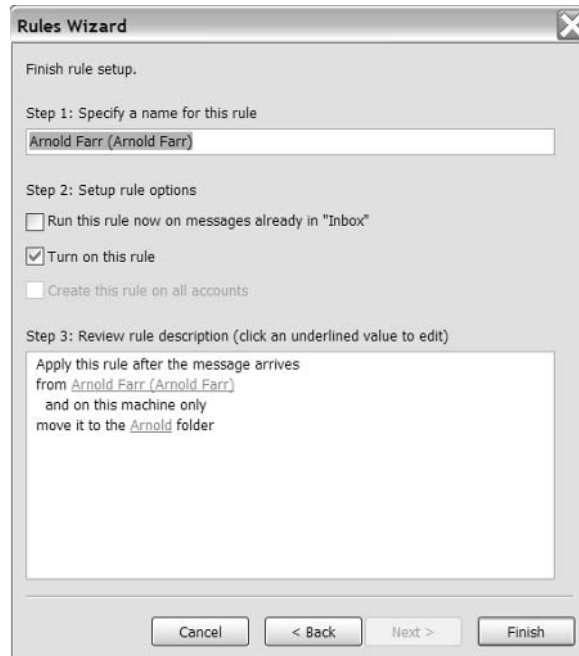 Rules Wizard
Finish rule setup.
Step 1: Specify a name for this rule
Arnold Farr (Arnold Farr)
Step 2: Setup rule options
Run this rule now on messages already in "Inbox"
Turn on this rule
Create this rule on all accounts
Step 3: Review rule description (click an underlined value to edit)
Apply this rule after the message arrives
from Arnold Farr (Arnold Farr)
and on this machine only
move it to the Arnold folder
Cancel
< Back
Next >
Finish